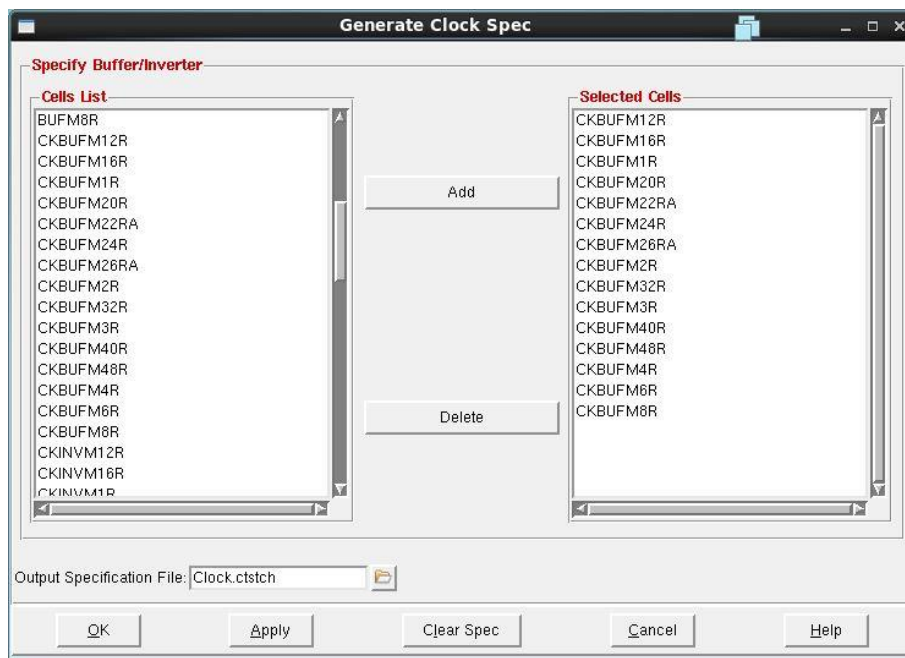 Generate Clock Spec
Specify Buffer/Inverter
Cells List
BUFM8R
CKBUFM12R
CKBUFM16R
CKBUFM1R
CKBUFM20R
CKBUFM22RA
CKBUFM24R
CKBUFM26RA
CKBUFM2R
CKBUFM32R
CKBUFM3R
CKBUFM40R
CKBUFM48R
CKBUFM4R
CKBUFM6R
CKBUFM8R
CKINVM12R
CKINVM16R
CKINVM1R
Add
Delete
Selected Cells
CKBUFM12R
CKBUFM16R
CKBUFM1R
CKBUFM20R
CKBUFM22RA
CKBUFM24R
CKBUFM26RA
CKBUFM2R
CKBUFM32R
CKBUFM3R
CKBUFM40R
CKBUFM48R
CKBUFM4R
CKBUFM6R
CKBUFM8R
Output Specification File: Clock.ctstch
OK Apply Clear Spec Cancel Help